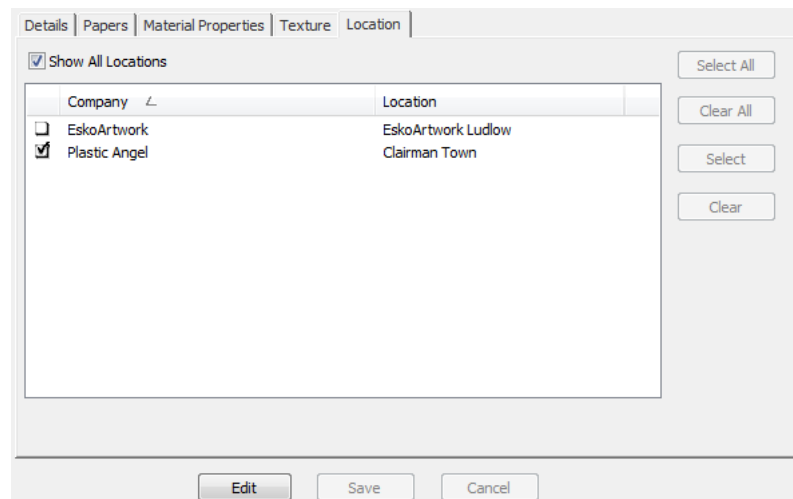 Details Papers Material Properties Texture Location
Show All Locations
Select All
Company Location
Clear All
EskoArtwork EskoArtwork Ludlow
Plastic Angel Clairman Town
Select
Clear
Edit Save Cancel